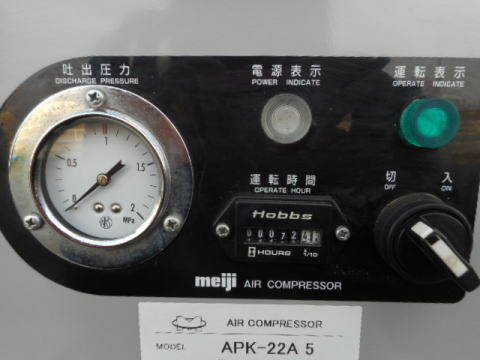 吐出圧力
DISCHARGE PRESSURE
電源表示
POWER INDICATE
運転表示
OPERATE INDICATE
0
0.5
1
1.5
2
MPa
運転時間
OPERATE HOUR
Hobbs
00072
HOURS 1/10
切 入
OFF ON
meiji AIR COMPRESSOR
AIR COMPRESSOR
MODEL APK-22A 5